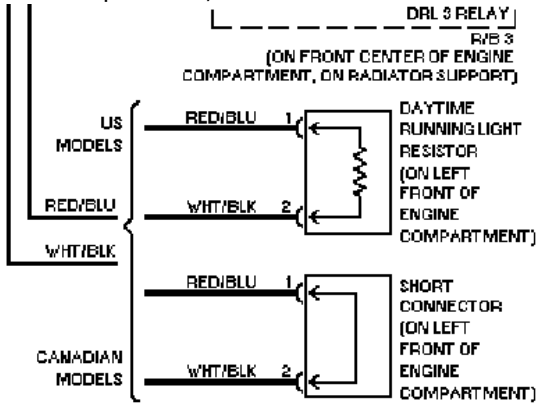 DRL 3 RELAY
R/B 3
(ON FRONT CENTER OF ENGINE
COMPARTMENT, ON RADIATOR SUPPORT)
US
MODELS
RED/BLU 1
WHT/BLK 2
DAYTIME
RUNNING LIGHT
RESISTOR
(ON LEFT
FRONT OF
ENGINE
COMPARTMENT)
RED/BLU
WHT/BLK
RED/BLU 1
WHT/BLK 2
SHORT
CONNECTOR
(ON LEFT
FRONT OF
ENGINE
COMPARTMENT)
CANADIAN
MODELS